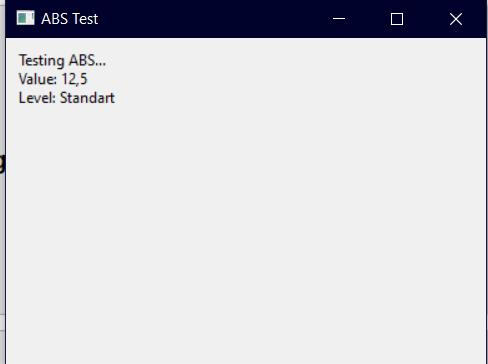 ABS Test
Testing ABS...
Value: 12,5
Level: Standart